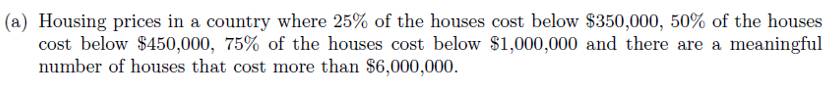 (a) Housing prices in a country where 25% of the houses cost below $350,000, 50% of the houses
cost below $450,000, 75% of the houses cost below $1,000,000 and there are a meaningful
number of houses that cost more than $6,000,000.